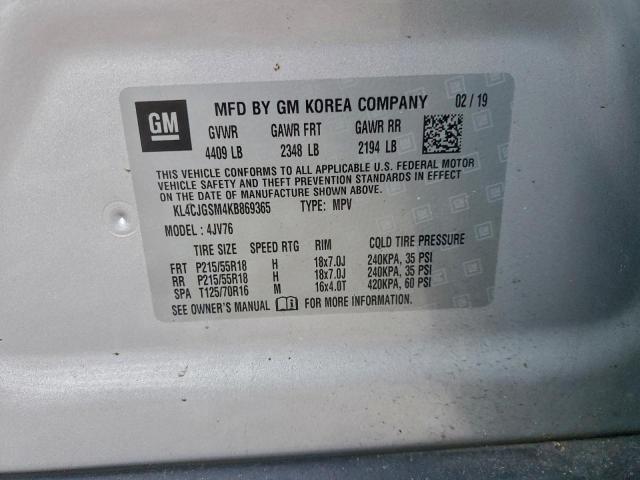 GM
MFD BY GM KOREA COMPANY 02 / 19
GVWR GAWR FRT GAWR RR
4409 LB 2348 LB 2194 LB
THIS VEHICLE CONFORMS TO ALL APPLICABLE U.S. FEDERAL MOTOR
VEHICLE SAFETY AND THEFT PREVENTION STANDARDS IN EFFECT
ON THE DATE OF MANUFACTURE SHOWN ABOVE.
KL4CJGSM4KB869365 TYPE: MPV
MODEL : 4JV76
TIRE SIZE SPEED RTG RIM COLD TIRE PRESSURE
FRT P215/55R18 H 18x7.0J 240KPA, 35 PSI
RR P215/55R18 H 18x7.0J 240KPA, 35 PSI
SPA T125/70R16 M 16x4.0T 420KPA, 60 PSI
SEE OWNER'S MANUAL FOR MORE INFORMATION.